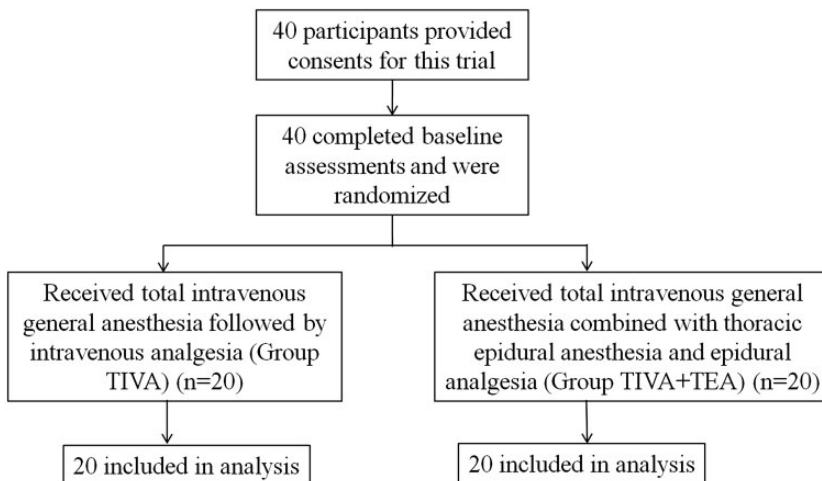 40 participants provided
consents for this trial
40 completed baseline
assessments and were
randomized
Received total intravenous
general anesthesia followed by
intravenous analgesia (Group
TIVA) (n=20)
Received total intravenous general
anesthesia combined with thoracic
epidural anesthesia and epidural
analgesia (Group TIVA+TEA) (n=20)
20 included in analysis
20 included in analysis